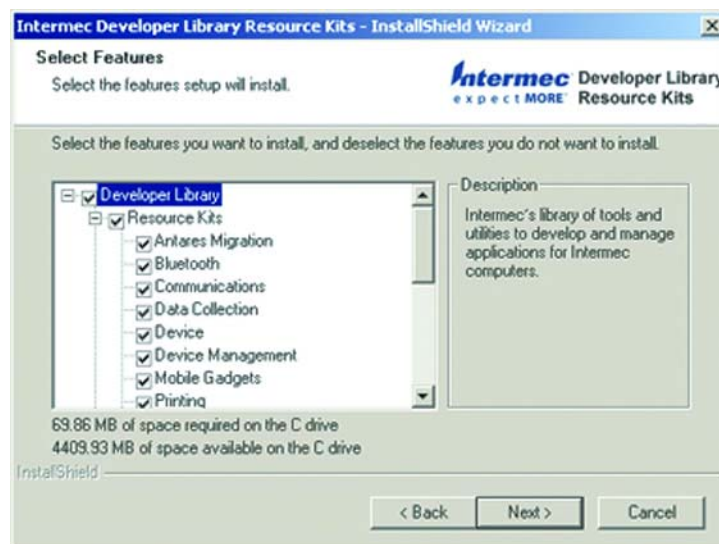 Intermec Developer Library Resource Kits - InstallShield Wizard
Select Features
Select the features setup will install.
Intermec Developer Library
expectMORE Resource Kits
Select the features you want to install, and deselect the features you do not want to install.
Developer Library
Resource Kits
Antares Migration
Bluetooth
Communications
Data Collection
Device
Device Management
Mobile Gadgets
Printing
Description
Intermec's library of tools and
utilities to develop and manage
applications for Intermec
computers.
69.86 MB of space required on the C drive
4409.93 MB of space available on the C drive
InstallShield
< Back
Next >
Cancel